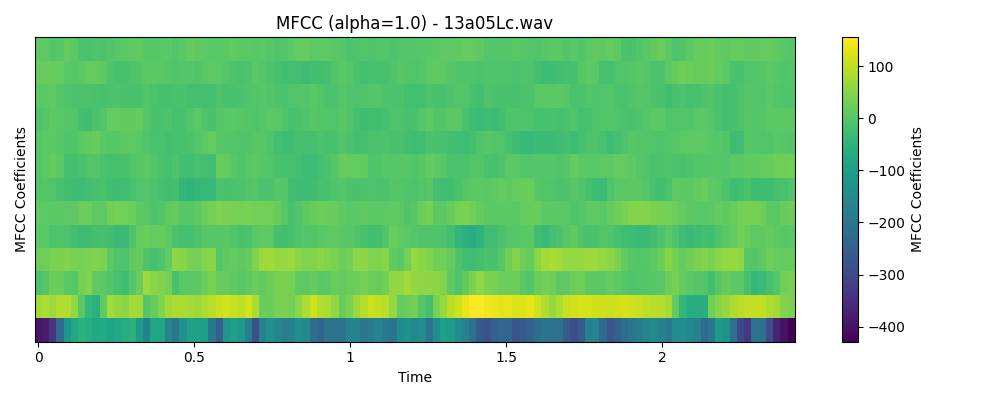 MFCC (alpha=1.0) - 13a05Lc.wav
MFCC Coefficients
0
0.5
1
1.5
2
Time
100
0
−100
−200
−300
−400
MFCC Coefficients